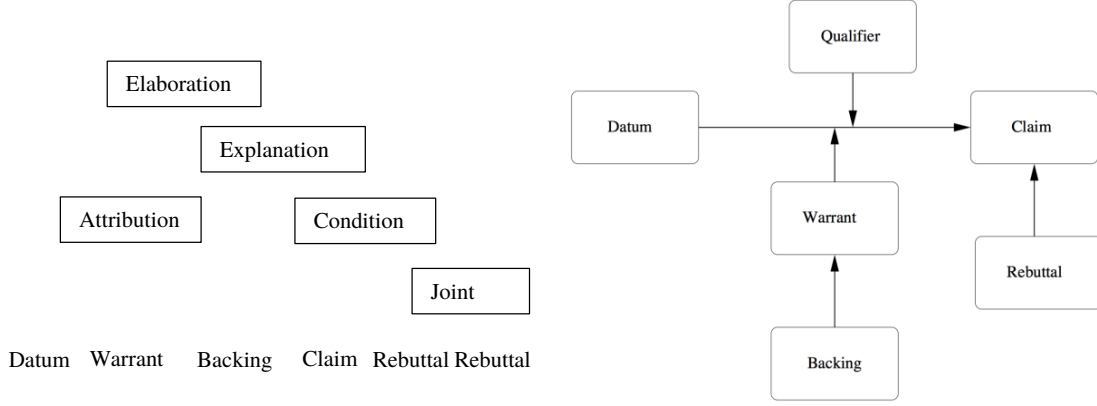 Elaboration
Explanation
Attribution
Condition
Joint
Datum Warrant Backing Claim Rebuttal Rebuttal
Qualifier
Datum
Claim
Warrant
Rebuttal
Backing